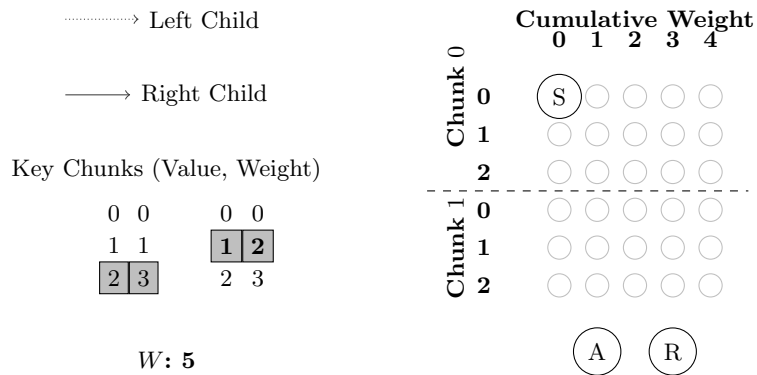 Left Child
Right Child
Key Chunks (Value, Weight)
0 0 0 0
1 1 1 2
2 3 2 3
W: 5
Cumulative Weight
0 1 2 3 4
Chunk 0
0 S
1
2
Chunk 1
0
1
2
A R